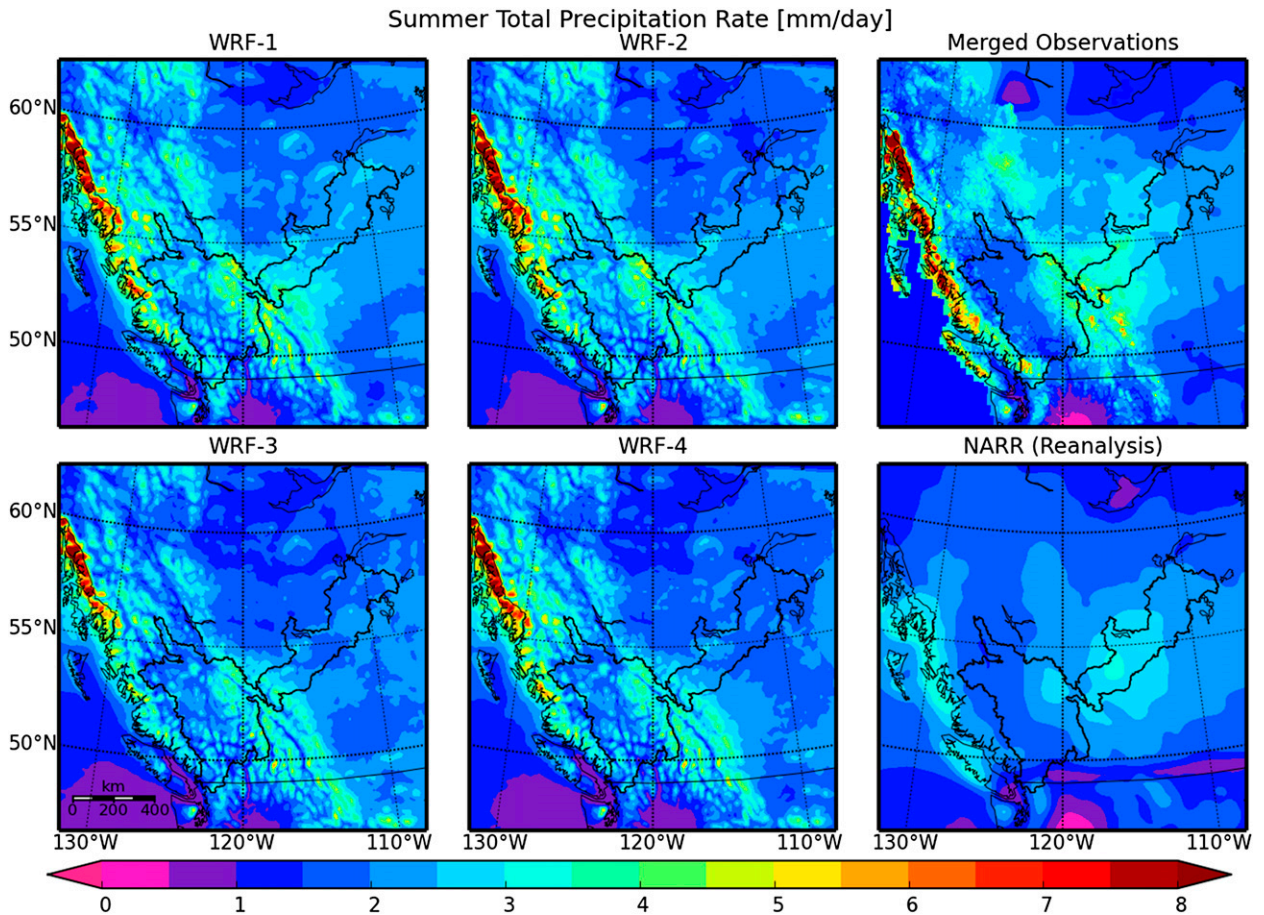 Summer Total Precipitation Rate [mm/day]
WRF-1 WRF-2 Merged Observations
60°N
55°N
50°N
WRF-3 WRF-4 NARR (Reanalysis)
60°N
55°N
50°N
km
0 200 400
130°W 120°W 110°W 130°W 120°W 110°W 130°W 120°W 110°W
0 1 2 3 4 5 6 7 8